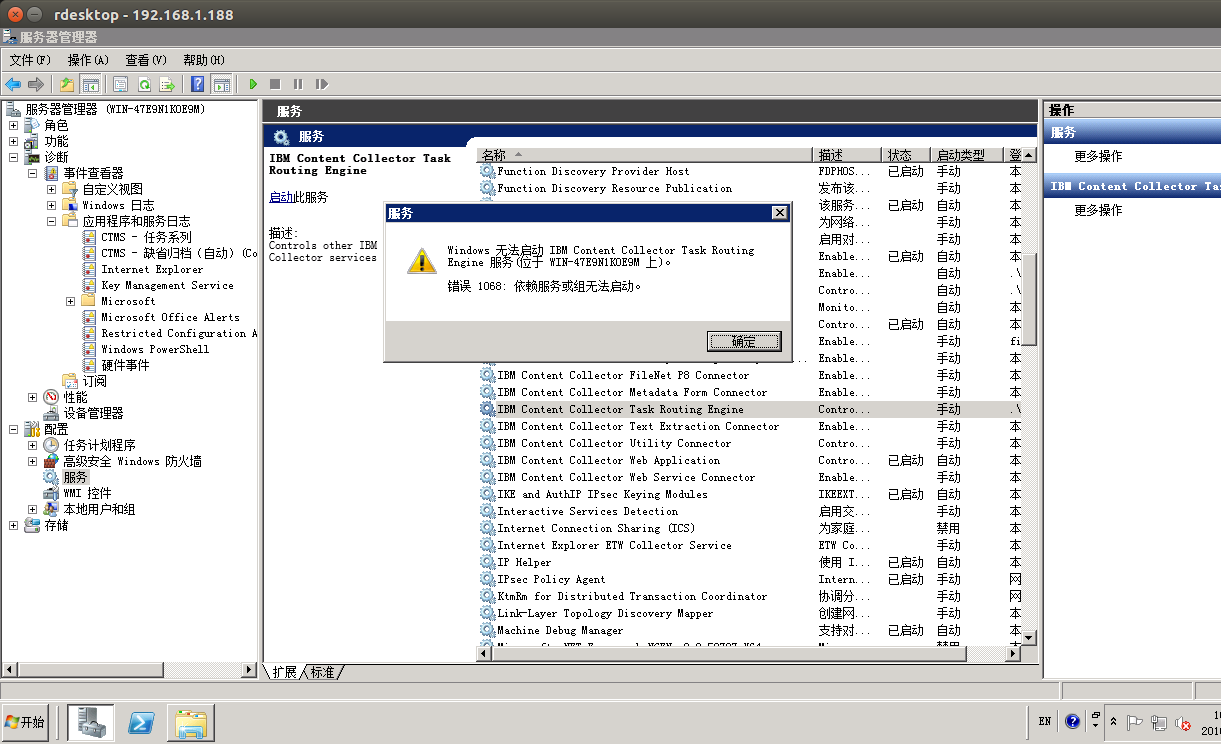 rdesktop - 192.168.1.188
服务器管理器
文件(F) 操作(A) 查看(V) 帮助(H)
服务器管理器 (WIN-47E9N1KOE9M)
角色
功能
诊断
事件查看器
自定义视图
Windows 日志
应用程序和服务日志
CTMS - 任务系列
CTMS - 缺省归档（自动）(Co
Internet Explorer
Key Management Service
Microsoft
Microsoft Office Alerts
Restricted Configuration A
Windows PowerShell
硬件事件
订阅
性能
设备管理器
配置
任务计划程序
高级安全 Windows 防火墙
服务
WMI 控件
本地用户和组
存储
服务
服务
IBM Content Collector Task
Routing Engine
启动此服务
描述:
Controls other IBM
Collector services
名称 描述 状态 启动类型 登
Function Discovery Provider Host FDPHOS... 已启动 手动 本
Function Discovery Resource Publication 发布该... 手动 本
该服务... 已启动 自动 本
为网络... 手动 本
启用对... 手动 本
Enable... 已启动 自动 本
Enable... 自动 .\
Contro... 自动 .\
Monito... 自动 本
Contro... 已启动 自动 本
Enable... 手动 fi
... Enable... 手动 本
IBM Content Collector FileNet P8 Connector Enable... 手动 本
IBM Content Collector Metadata Form Connector Enable... 手动 本
IBM Content Collector Task Routing Engine Contro... 手动 .\
IBM Content Collector Text Extraction Connector Enable... 手动 本
IBM Content Collector Utility Connector Contro... 手动 本
IBM Content Collector Web Application Contro... 已启动 自动 本
IBM Content Collector Web Service Connector Enable... 手动 本
IKE and AuthIP IPsec Keying Modules IKEEXT... 已启动 自动 本
Interactive Services Detection 启用交... 手动 本
Internet Connection Sharing (ICS) 为家庭... 禁用 本
Internet Explorer ETW Collector Service ETW Co... 手动 本
IP Helper 使用 I... 已启动 自动 本
IPsec Policy Agent Intern... 已启动 手动 网
KtmRm for Distributed Transaction Coordinator 协调分... 手动 网
Link-Layer Topology Discovery Mapper 创建网... 手动 本
Machine Debug Manager 支持对... 已启动 自动 本
服务
Windows 无法启动 IBM Content Collector Task Routing
Engine 服务(位于 WIN-47E9N1KOE9M 上)。
错误 1068: 依赖服务或组无法启动。
确定
扩展 标准
操作
服务
更多操作
IBM Content Collector Ta
更多操作
开始
EN